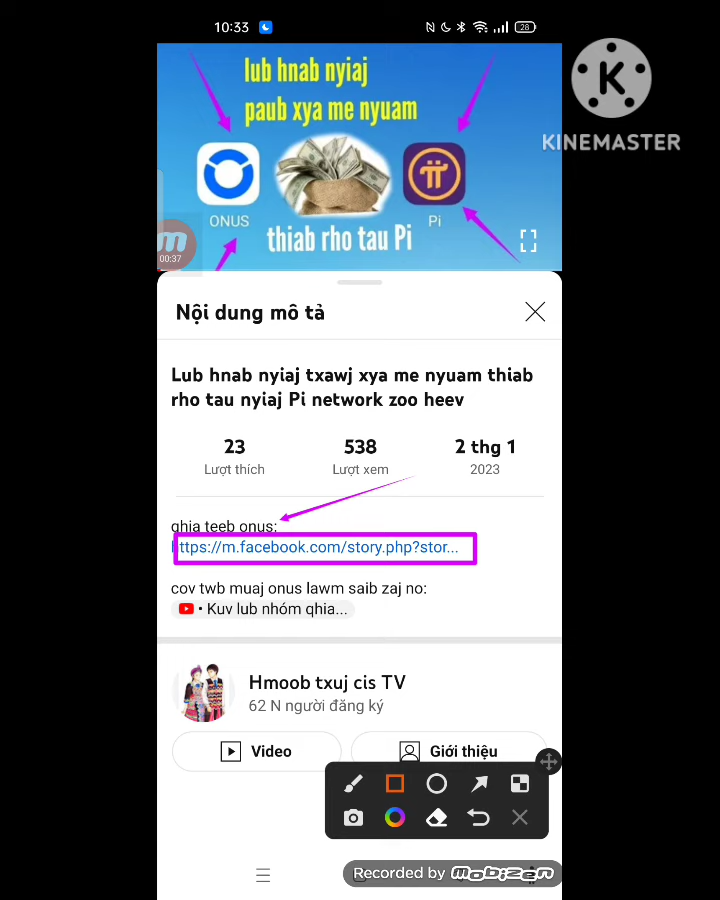 10:33
28
KINEMASTER
lub hnab nyiaj
paub xya me nyuam
ONUS
Pi
thiab rho tau Pi
00:37
Nội dung mô tả
Lub hnab nyiaj txawj xya me nyuam thiab
rho tau nyiaj Pi network zoo heev
23
538
2 thg 1
Lượt thích
Lượt xem
2023
qhia teeb onus:
https://m.facebook.com/story.php?stor...
cov twb muaj onus lawm saib zaj no:
• Kuv lub nhóm qhia...
Hmoob txuj cis TV
62 N người đăng ký
Video
Giới thiệu
Recorded by mobizen